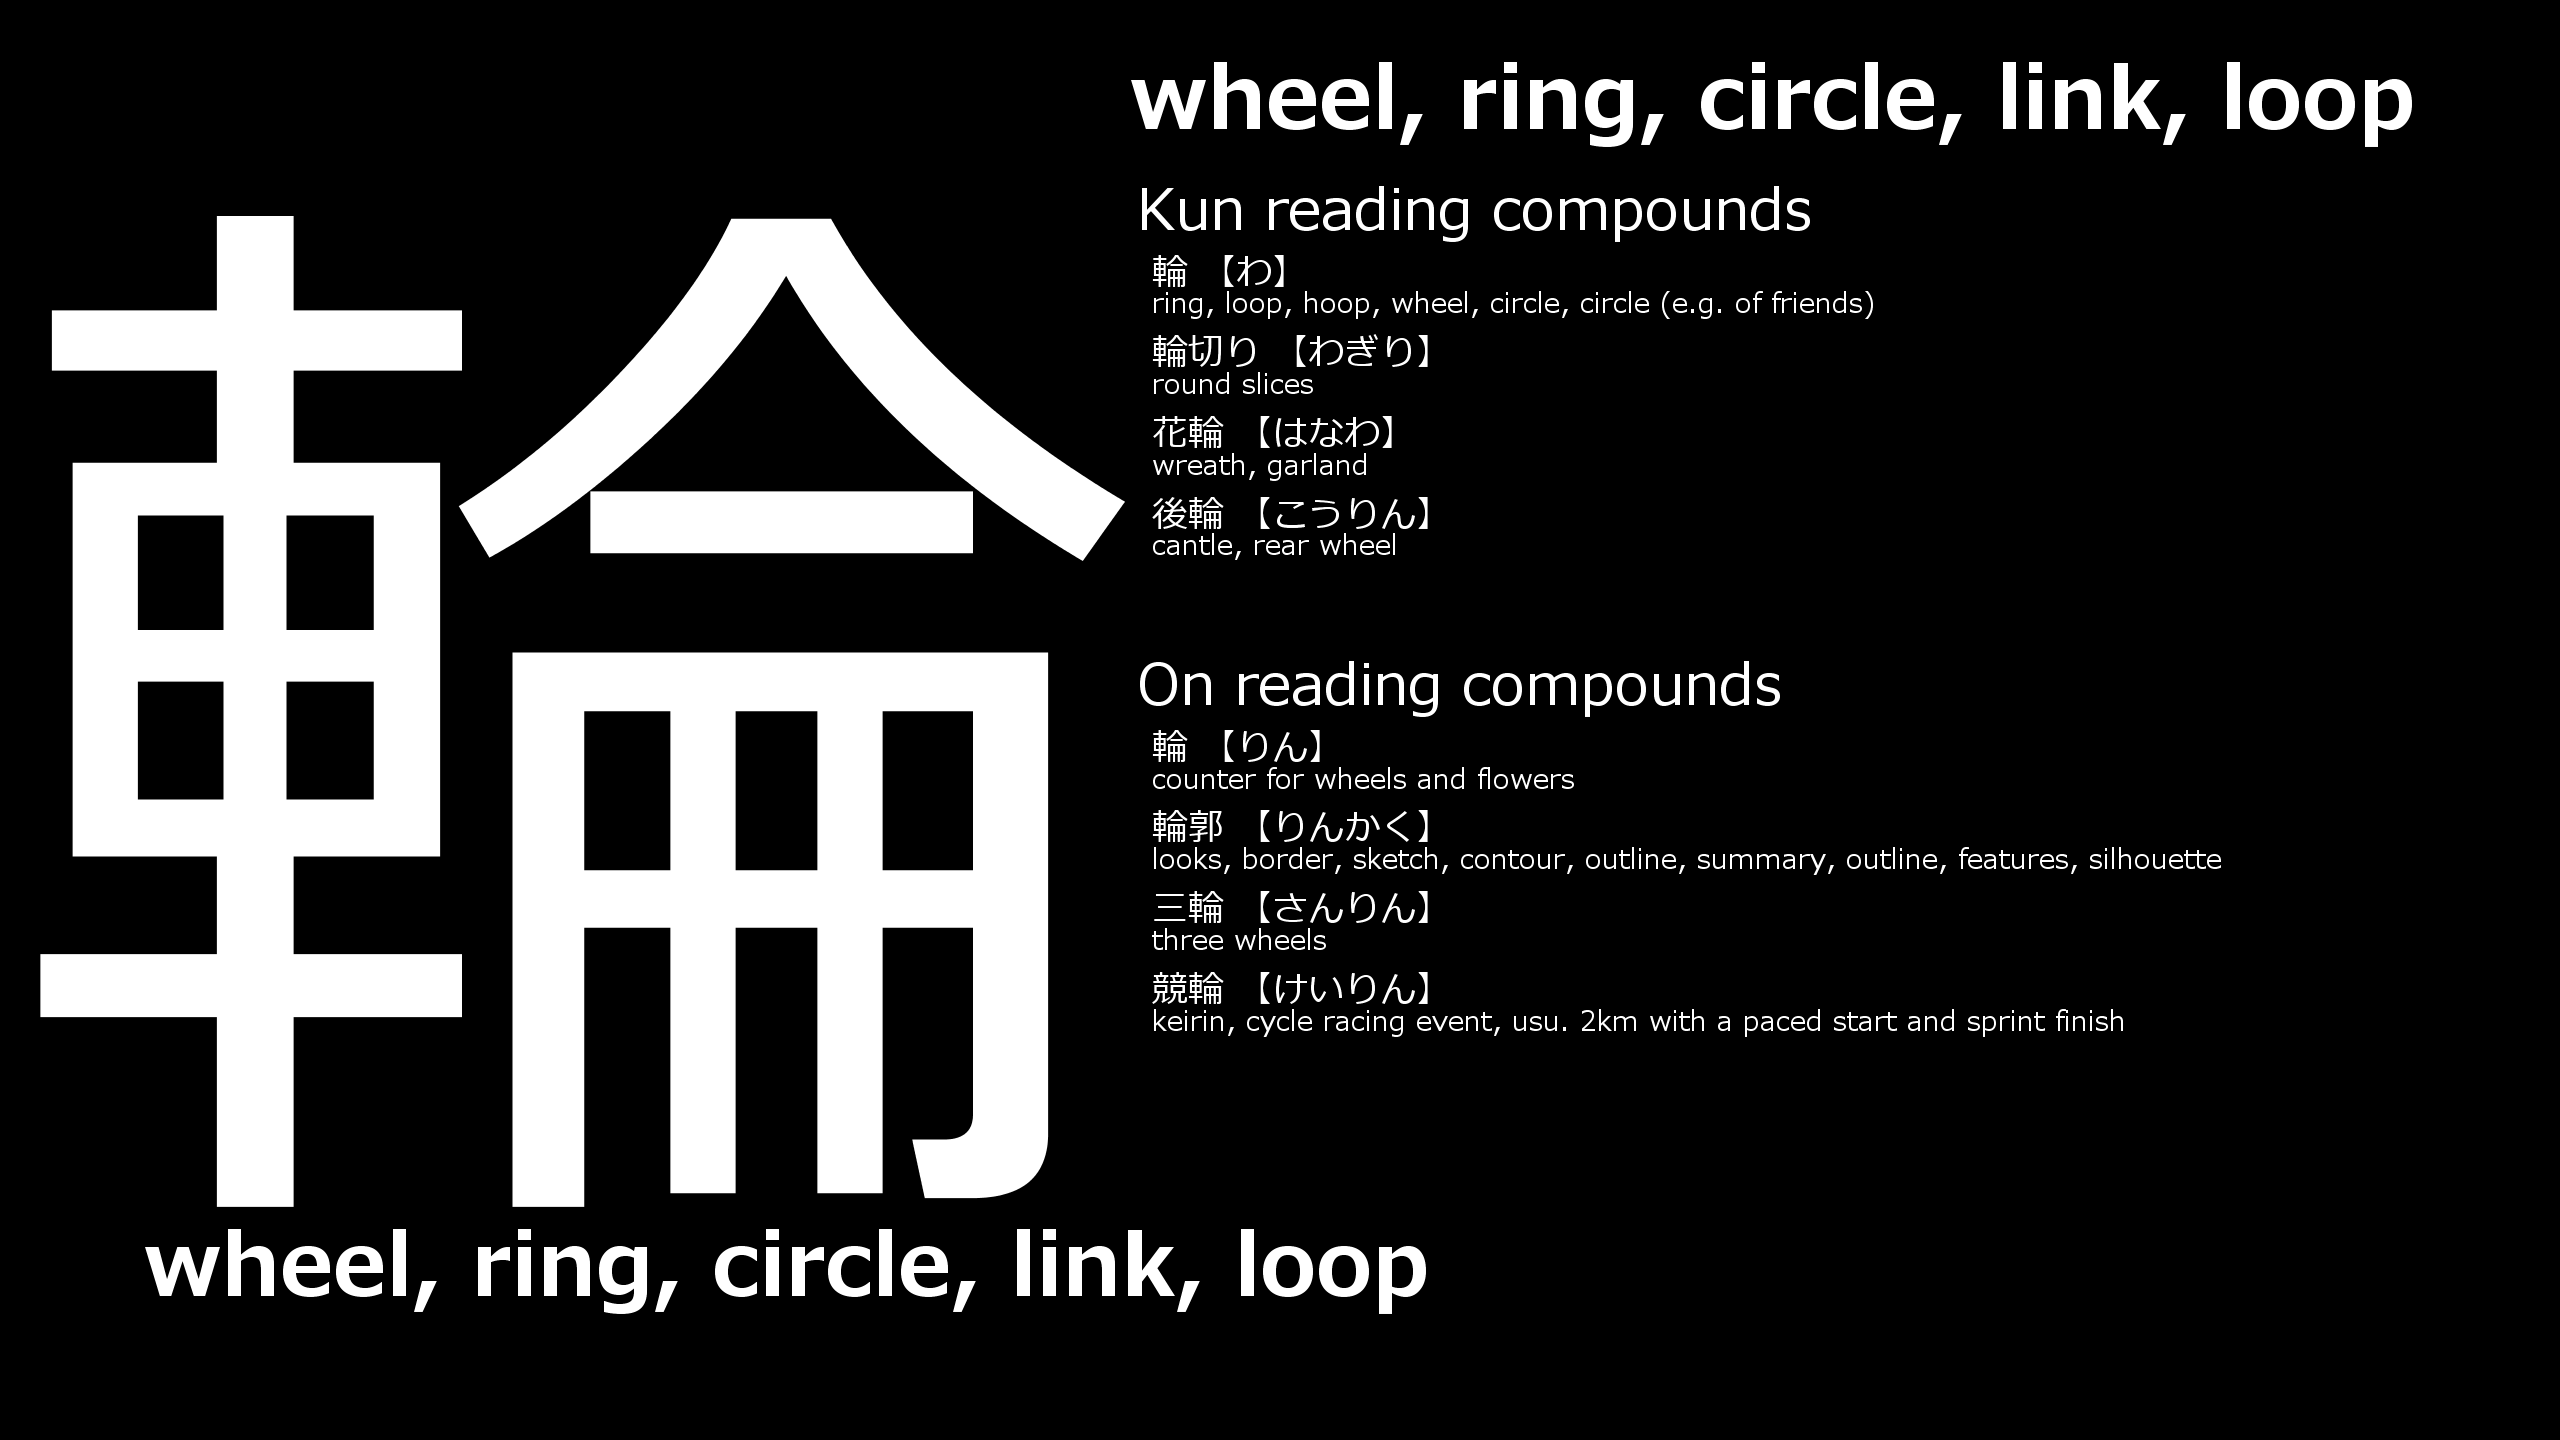 輪
wheel, ring, circle, link, loop
wheel, ring, circle, link, loop
Kun reading compounds
輪 【わ】
ring, loop, hoop, wheel, circle, circle (e.g. of friends)
輪切り 【わぎり】
round slices
花輪 【はなわ】
wreath, garland
後輪 【こうりん】
cantle, rear wheel
On reading compounds
輪 【りん】
counter for wheels and flowers
輪郭 【りんかく】
looks, border, sketch, contour, outline, summary, outline, features, silhouette
三輪 【さんりん】
three wheels
競輪 【けいりん】
keirin, cycle racing event, usu. 2km with a paced start and sprint finish